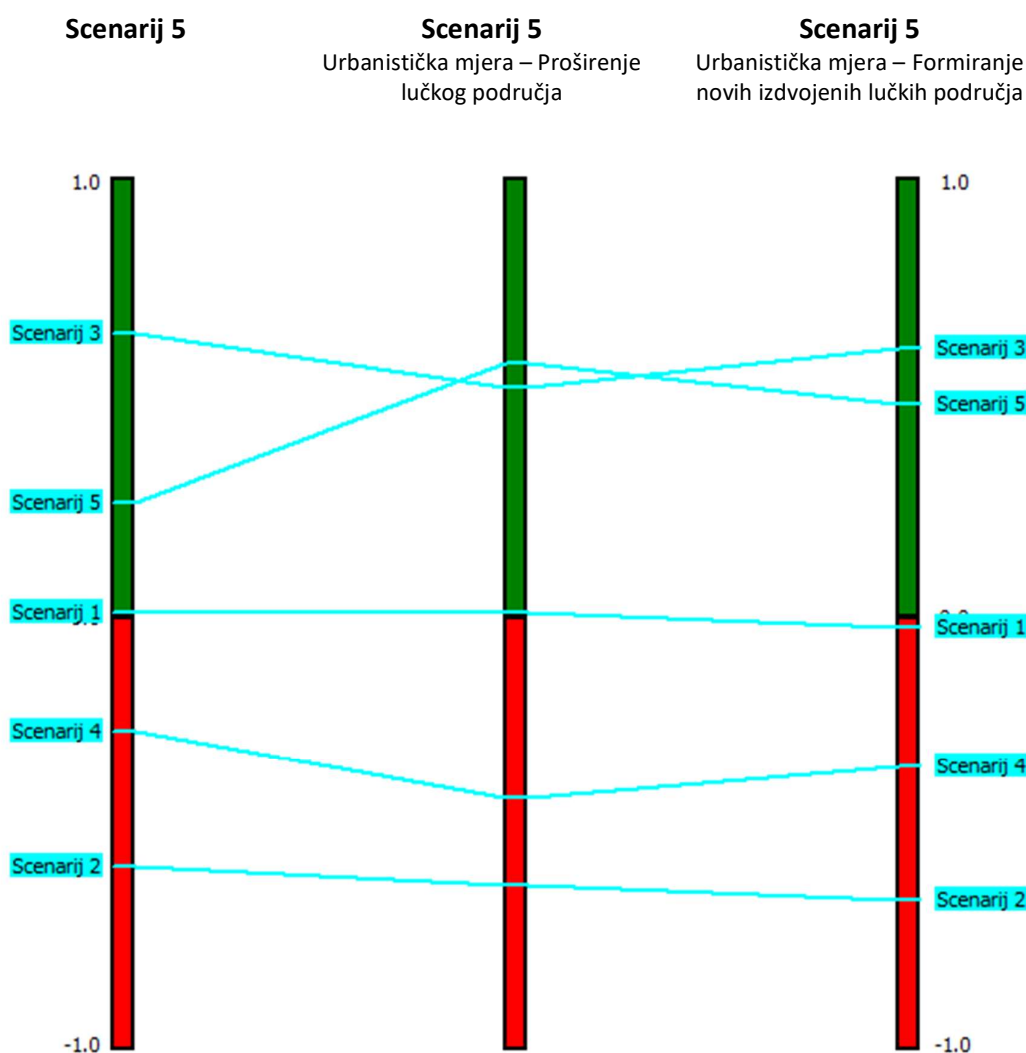 Scenarij 5
Scenarij 5
Scenarij 5
Urbanistička mjera – Proširenje
lučkog područja
Urbanistička mjera – Formiranje
novih izdvojenih lučkih područja
1.0
1.0
Scenarij 3
Scenarij 3
Scenarij 5
Scenarij 5
Scenarij 1
Scenarij 1
Scenarij 4
Scenarij 4
Scenarij 2
Scenarij 2
-1.0
-1.0